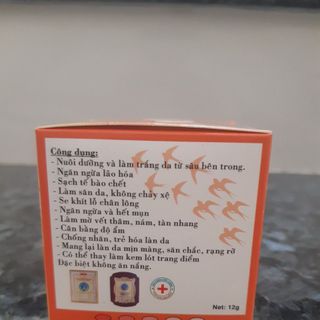 Công dụng:
- Nuôi dưỡng và làm trắng da từ sâu bên trong.
- Ngăn ngừa lão hóa
- Sạch tế bào chết
- Làm săn da, không chảy xệ
- Se khít lỗ chân lông
- Ngăn ngừa và hết mụn
- Làm mờ vết thâm, nám, tàn nhang
- Cân bằng độ ẩm
- Chống nhăn, trẻ hóa làn da
- Mang lại làn da mịn màng, săn chắc, rạng rỡ
- Có thể thay làm kem lót trang điểm
Đặc biệt không ăn nắng.
Net: 12g